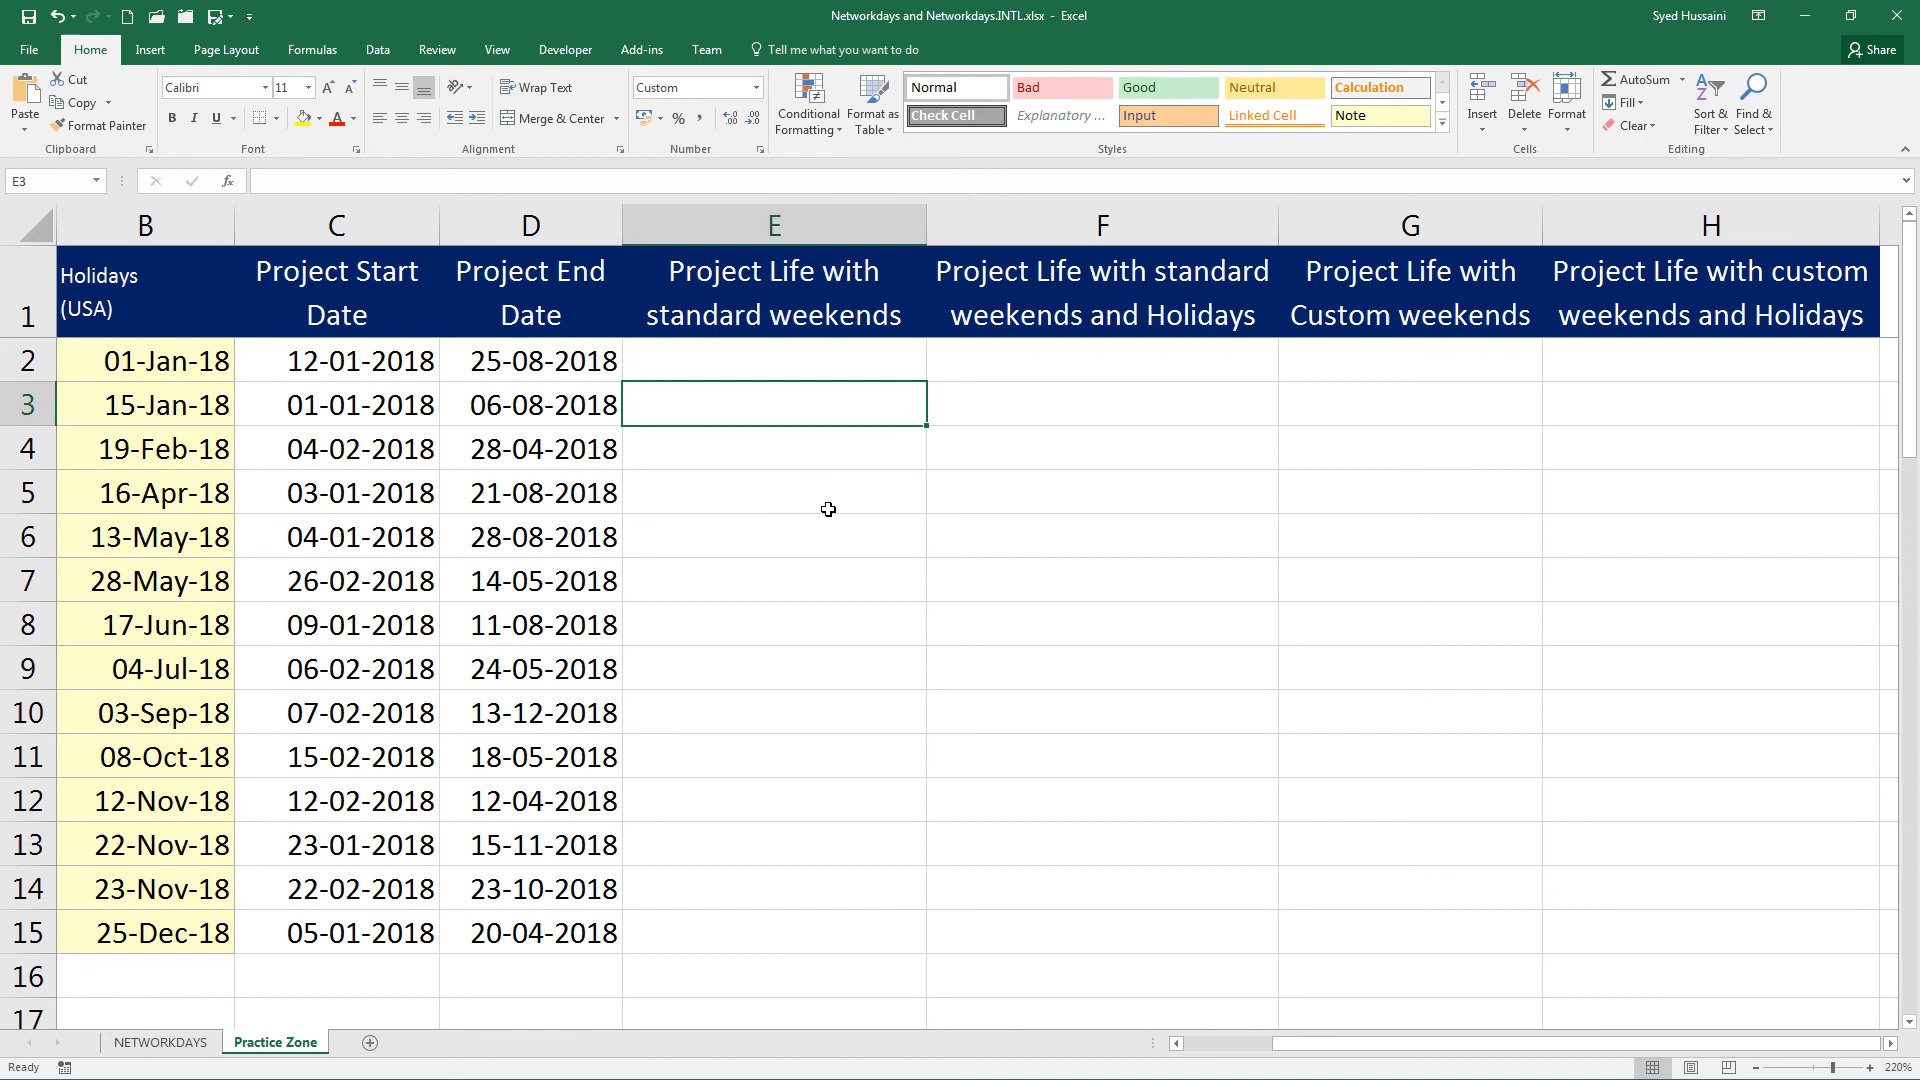 Networkdays and Networkdays.INTL.xlsx - Excel
Syed Hussaini
File Home Insert Page Layout Formulas Data Review View Developer Add-ins Team Tell me what you want to do Share
Paste
Cut
Copy
Format Painter
Clipboard
Calibri 11
B I U
Font
Wrap Text
Merge & Center
Alignment
Custom
%
Number
Conditional Formatting
Format as Table
Normal Bad Good Neutral Calculation
Check Cell Explanatory ... Input Linked Cell Note
Styles
Insert Delete Format
Cells
AutoSum
Fill
Clear
Sort & Filter
Find & Select
Editing
E3 fx
B C D E F G H
1 Holidays (USA) Project Start Date Project End Date Project Life with standard weekends Project Life with standard weekends and Holidays Project Life with Custom weekends Project Life with custom weekends and Holidays
2 01-Jan-18 12-01-2018 25-08-2018
3 15-Jan-18 01-01-2018 06-08-2018
4 19-Feb-18 04-02-2018 28-04-2018
5 16-Apr-18 03-01-2018 21-08-2018
6 13-May-18 04-01-2018 28-08-2018
7 28-May-18 26-02-2018 14-05-2018
8 17-Jun-18 09-01-2018 11-08-2018
9 04-Jul-18 06-02-2018 24-05-2018
10 03-Sep-18 07-02-2018 13-12-2018
11 08-Oct-18 15-02-2018 18-05-2018
12 12-Nov-18 12-02-2018 12-04-2018
13 22-Nov-18 23-01-2018 15-11-2018
14 23-Nov-18 22-02-2018 23-10-2018
15 25-Dec-18 05-01-2018 20-04-2018
16
17
NETWORKDAYS Practice Zone
Ready 220%